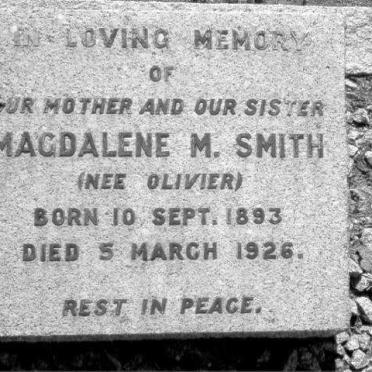 IN LOVING MEMORY
OF
OUR MOTHER AND OUR SISTER
MAGDALENE M. SMITH
(NEE OLIVIER)
BORN 10 SEPT. 1893
DIED 5 MARCH 1926.
REST IN PEACE.